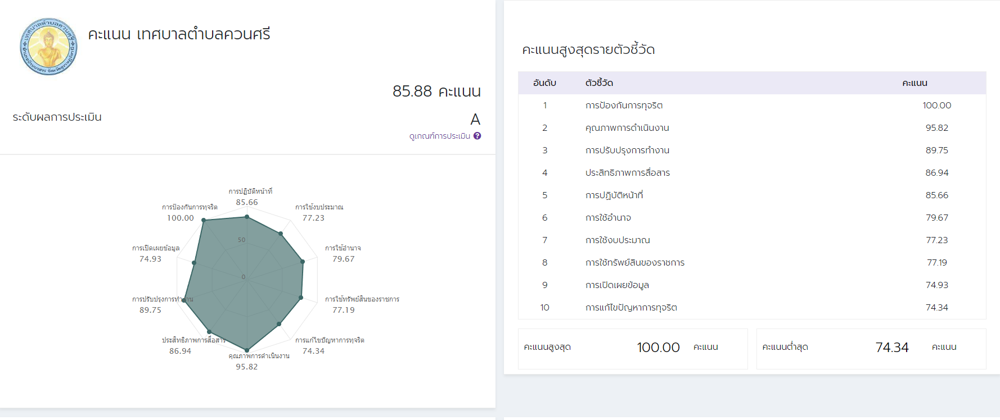 เทศบาลตำบลควนศรี
คะแนน เทศบาลตำบลควนศรี
85.88 คะแนน
ระดับผลการประเมิน
A
ดูเกณฑ์การประเมิน ?
การปฏิบัติหน้าที่
85.66
การใช้งบประมาณ
77.23
การใช้อำนาจ
79.67
การใช้ทรัพย์สินของราชการ
77.19
การแก้ไขปัญหาการทุจริต
74.34
คุณภาพการดำเนินงาน
95.82
ประสิทธิภาพการสื่อสาร
86.94
การปรับปรุงการทำงาน
89.75
การเปิดเผยข้อมูล
74.93
การป้องกันการทุจริต
100.00
50
0
คะแนนสูงสุดรายตัวชี้วัด
อันดับ ตัวชี้วัด คะแนน
1 การป้องกันการทุจริต 100.00
2 คุณภาพการดำเนินงาน 95.82
3 การปรับปรุงการทำงาน 89.75
4 ประสิทธิภาพการสื่อสาร 86.94
5 การปฏิบัติหน้าที่ 85.66
6 การใช้อำนาจ 79.67
7 การใช้งบประมาณ 77.23
8 การใช้ทรัพย์สินของราชการ 77.19
9 การเปิดเผยข้อมูล 74.93
10 การแก้ไขปัญหาการทุจริต 74.34
คะแนนสูงสุด 100.00 คะแนน
คะแนนต่ำสุด 74.34 คะแนน